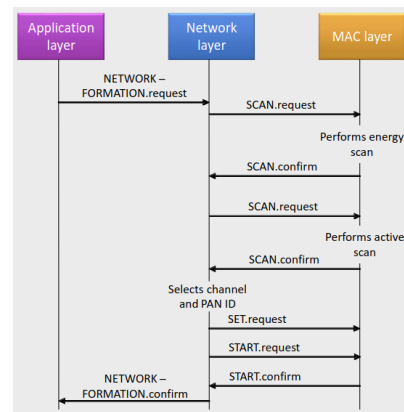 Application
layer
Network
layer
MAC layer
NETWORK –
FORMATION.request
SCAN.request
Performs energy
scan
SCAN.confirm
SCAN.request
Performs active
scan
SCAN.confirm
Selects channel
and PAN ID
SET.request
START.request
START.confirm
NETWORK –
FORMATION.confirm